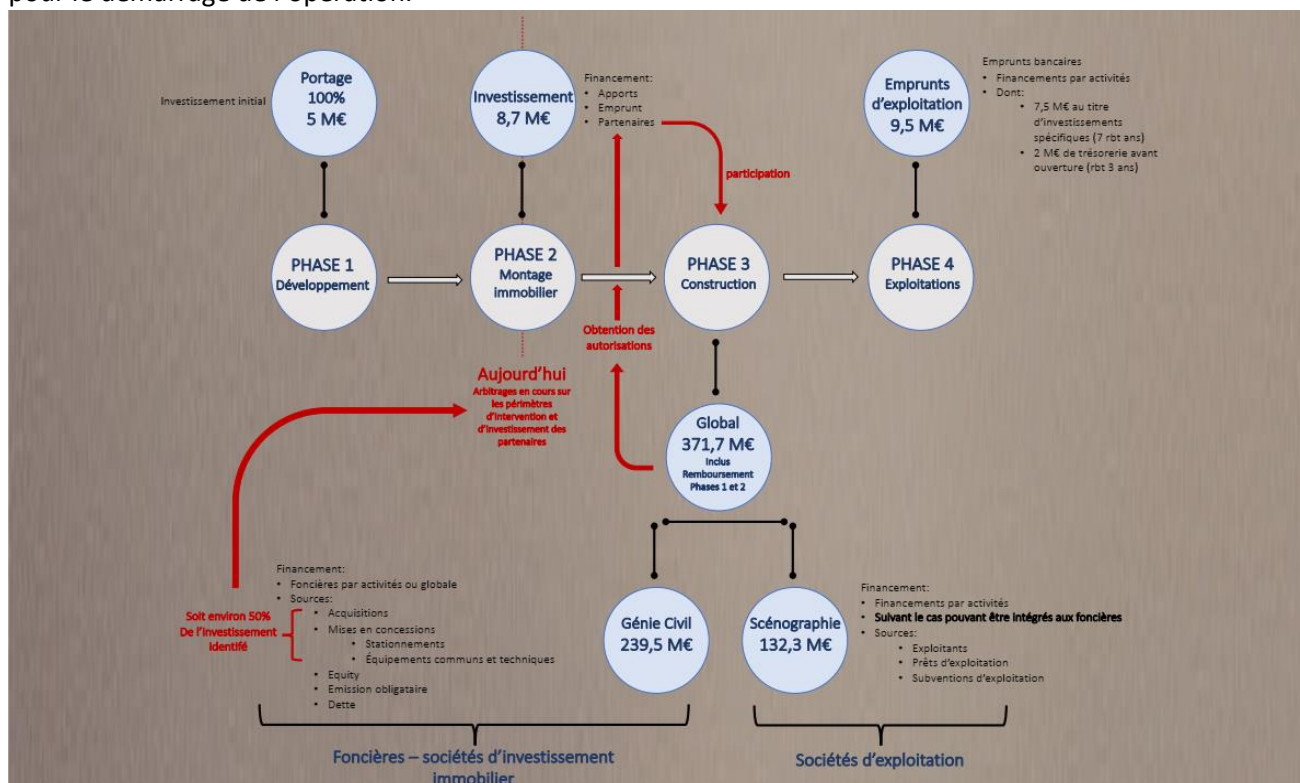 pour le démarrage de l'opération.
Investissement initial
Portage
100%
5 M€
Investissement
8,7 M€
Financement:
• Apports
• Emprunt
• Partenaires
participation
Emprunts
d'exploitation
9,5 M€
Emprunts bancaires
• Financements par activités
• Dont:
• 7,5 M€ au titre
d'investissements
spécifiques (7 rbt ans)
• 2 M€ de trésorerie avant
ouverture (rbt 3 ans)
PHASE 1
Développement
PHASE 2
Montage
immobilier
PHASE 3
Construction
PHASE 4
Exploitations
Obtention des
autorisations
Aujourd'hui
Arbitrages en cours sur
les périmètres
d'intervention et
d'investissement des
partenaires
Global
371,7 M€
Inclus
Remboursement
Phases 1 et 2
Soit environ 50%
De l'investissement
identifé
Financement:
• Foncières par activités ou globale
• Sources:
• Acquisitions
• Mises en concessions
• Stationnements
• Équipements communs et techniques
• Equity
• Emission obligataire
• Dette
Génie Civil
239,5 M€
Scénographie
132,3 M€
Financement:
• Financements par activités
• Suivant le cas pouvant être intégrés aux foncières
• Sources:
• Exploitants
• Prêts d'exploitation
• Subventions d'exploitation
Foncières – sociétés d'investissement
immobilier
Sociétés d'exploitation